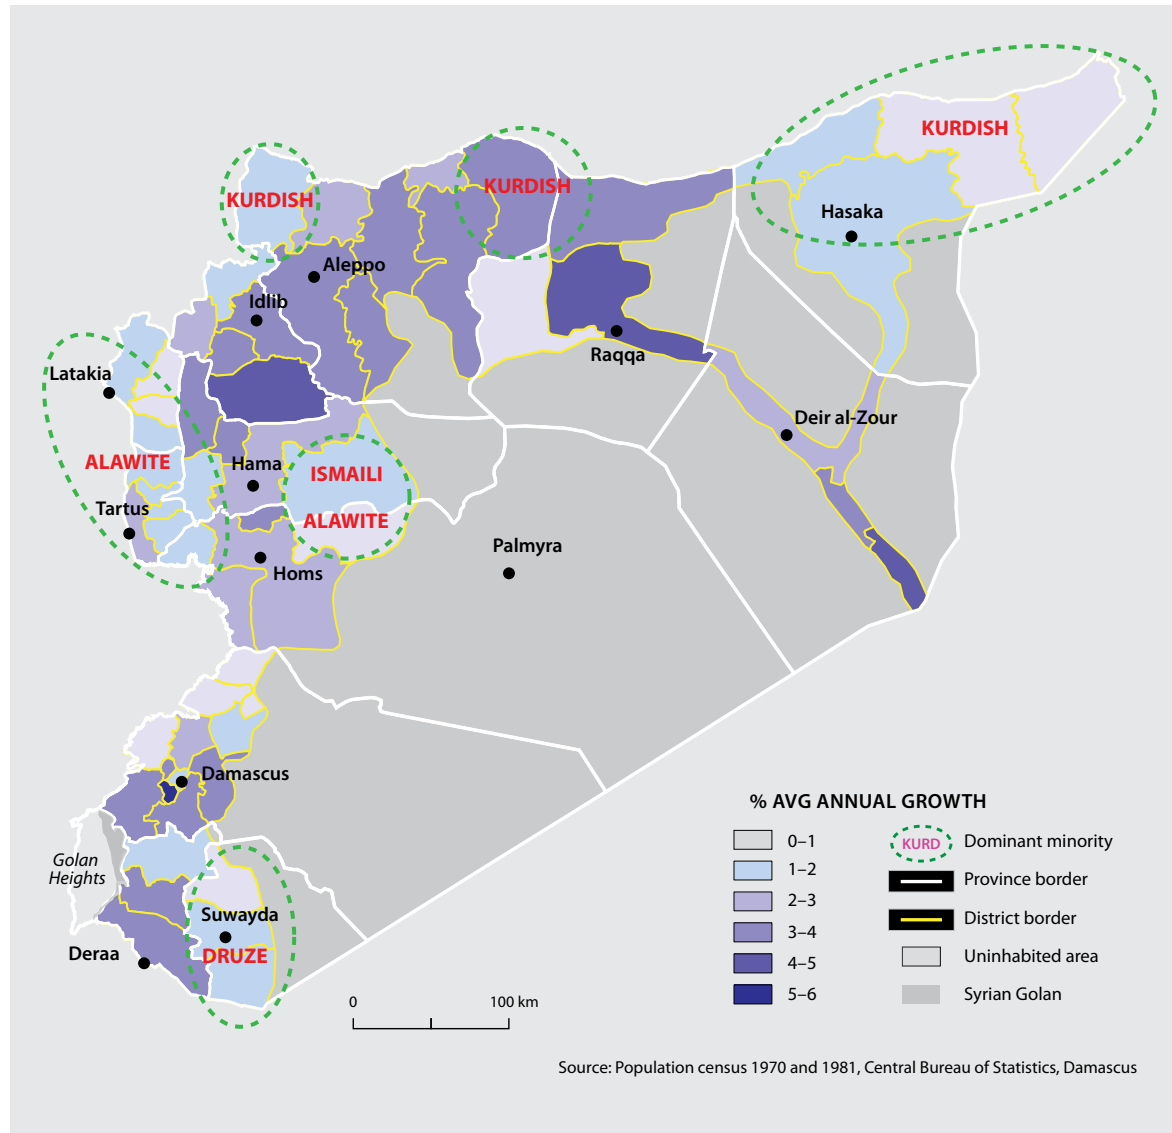 KURDISH
KURDISH
KURDISH
Hasaka
Aleppo
Idlib
Raqqa
Latakia
Deir al-Zour
ALAWITE
Hama
ISMAILI
Tartus
ALAWITE
Palmyra
Homs
Damascus
Golan
Heights
Suwayda
Deraa
DRUZE
% AVG ANNUAL GROWTH
0–1
1–2
2–3
3–4
4–5
5–6
KURD
Dominant minority
Province border
District border
Uninhabited area
Syrian Golan
0
100 km
Source: Population census 1970 and 1981, Central Bureau of Statistics, Damascus